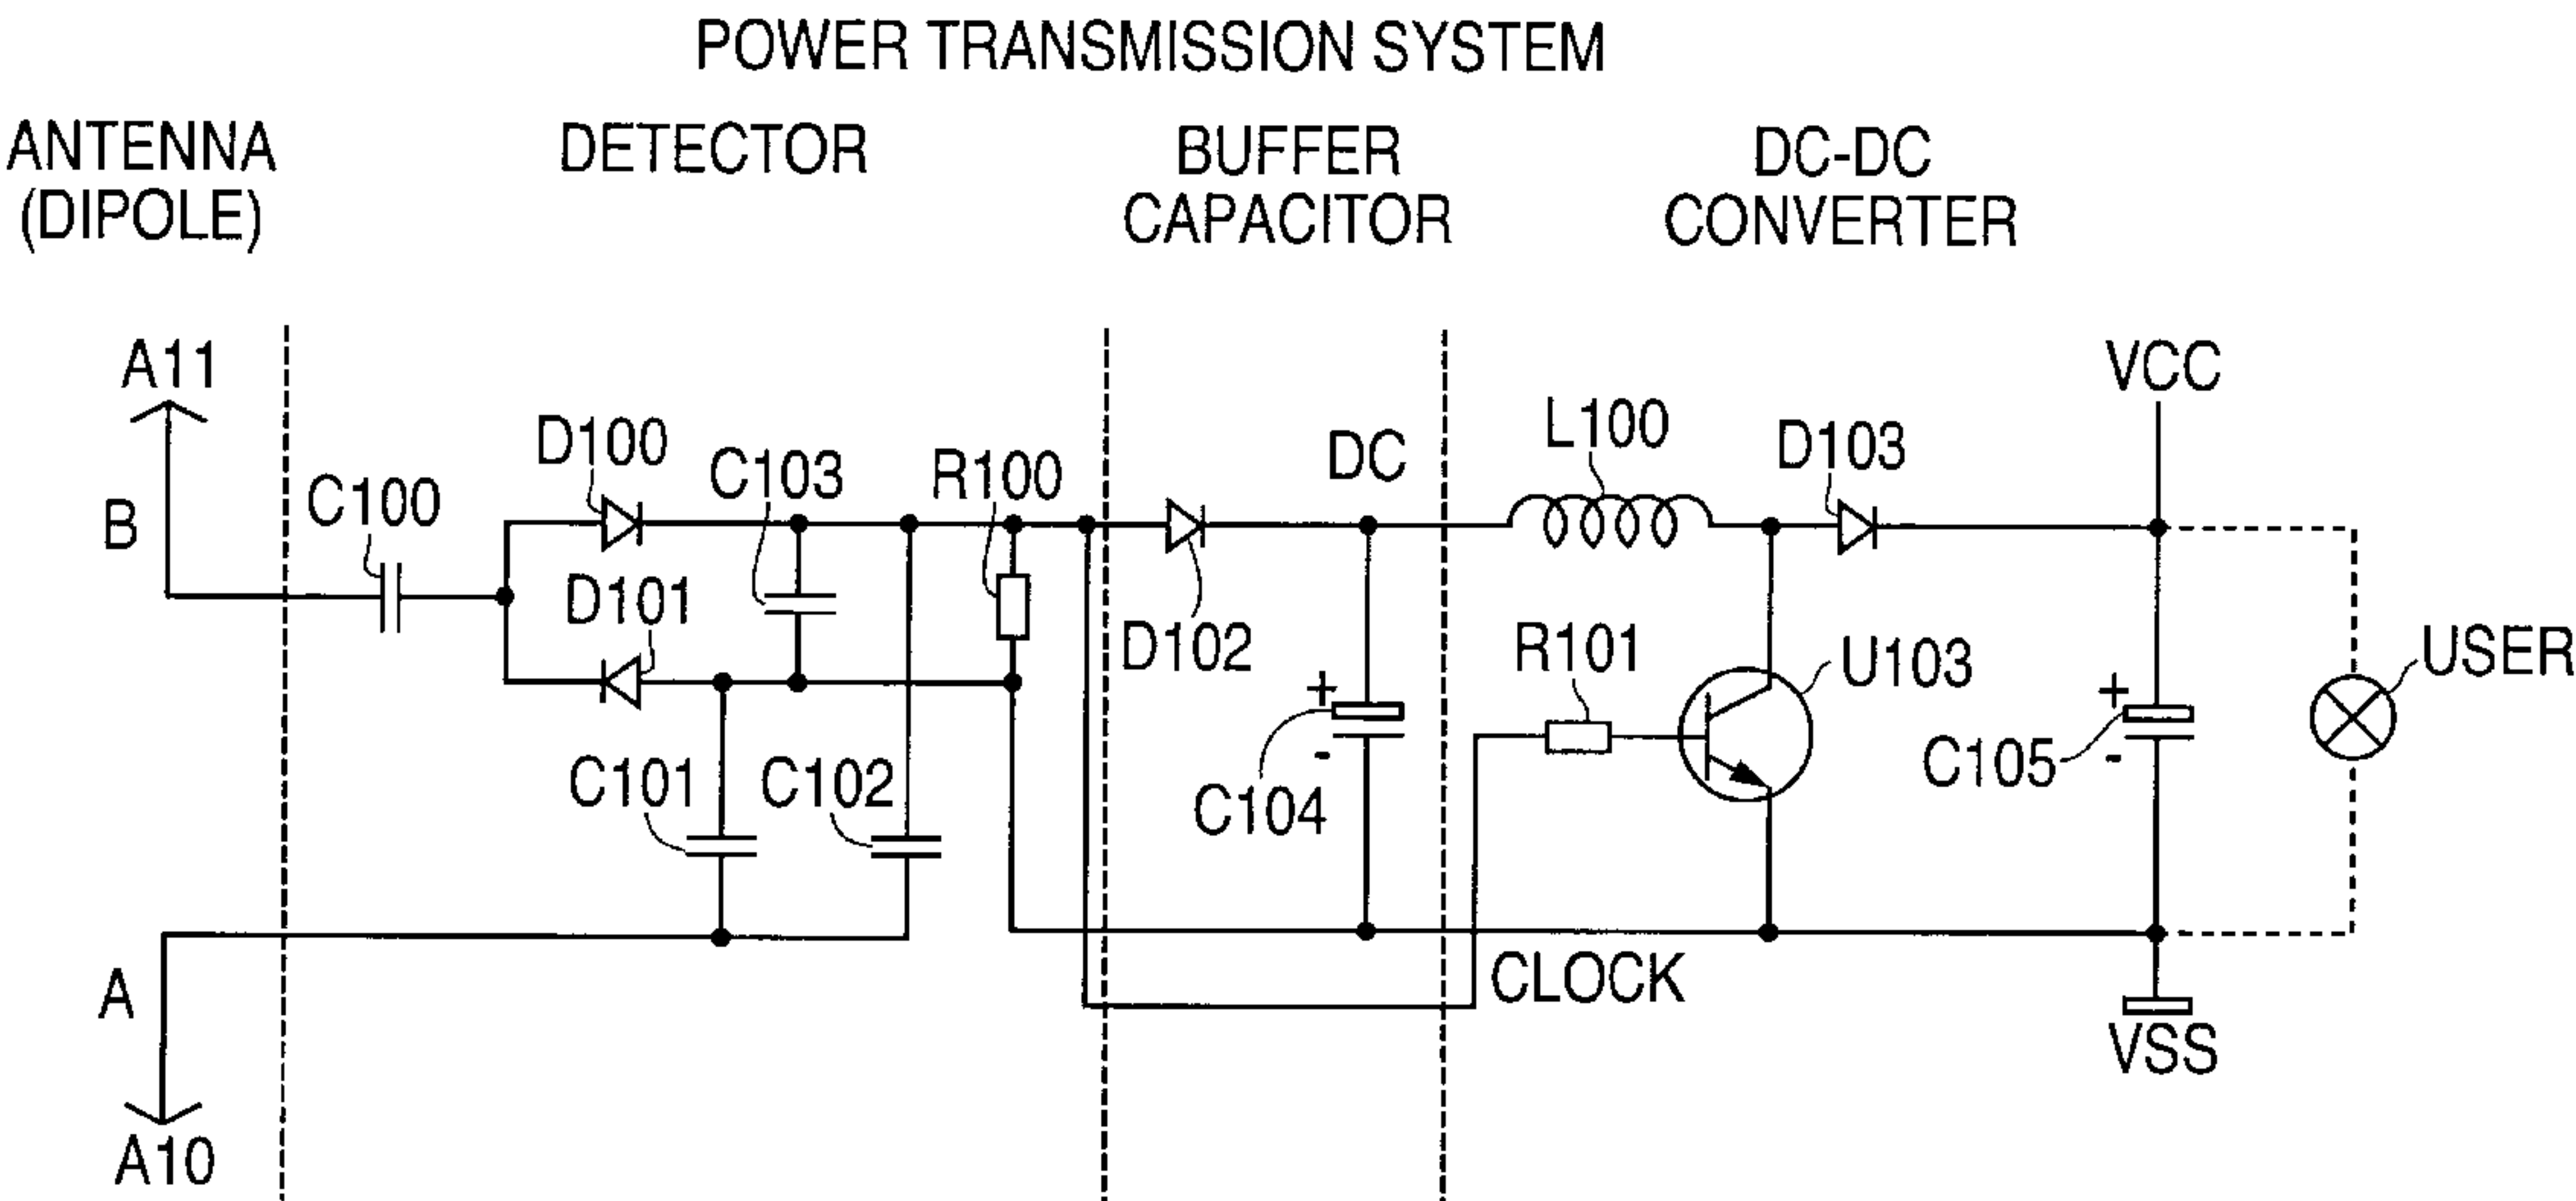 POWER TRANSMISSION SYSTEM
ANTENNA
(DIPOLE)
DETECTOR
BUFFER
CAPACITOR
DC-DC
CONVERTER
A11
B
C100
D100
D101
C103
R100
C101
C102
A
A10
D102
DC
+
-
C104
L100
D103
R101
U103
CLOCK
VCC
+
-
C105
USER
VSS